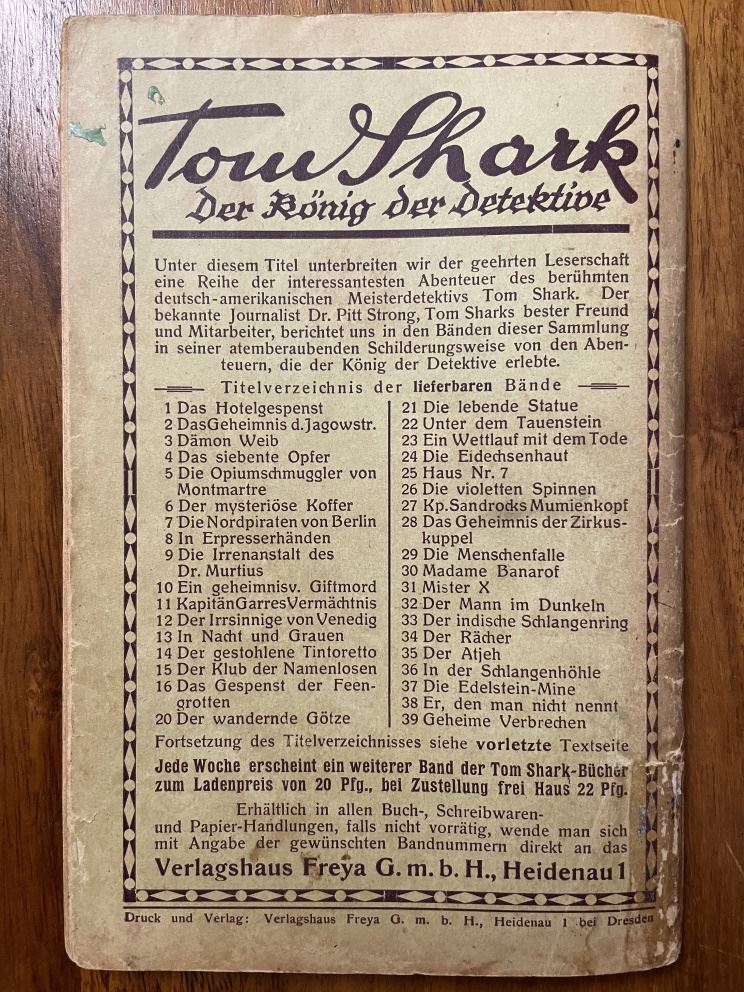 Tom Shark
Der König der Detektive
Unter diesem Titel unterbreiten wir der geehrten Leserschaft
eine Reihe der interessantesten Abenteuer des berühmten
deutsch-amerikanischen Meisterdetektivs Tom Shark. Der
bekannte Journalist Dr. Pitt Strong, Tom Sharks bester Freund
und Mitarbeiter, berichtet uns in den Bänden dieser Sammlung
in seiner atemberaubenden Schilderungsweise von den Aben-
teuern, die der König der Detektive erlebte.
Titelverzeichnis der lieferbaren Bände
1 Das Hotelgespenst
2 Das Geheimnis d. Jagowstr.
3 Dämon Weib
4 Das siebente Opfer
5 Die Opiumschmuggler von
Montmartre
6 Der mysteriöse Koffer
7 Die Nordpiraten von Berlin
8 In Erpresserhänden
9 Die Irrenanstalt des
Dr. Murtius
10 Ein geheimnisv. Giftmord
11 Kapitän Garres Vermächtnis
12 Der Irrsinnige von Venedig
13 In Nacht und Grauen
14 Der gestohlene Tintoretto
15 Der Klub der Namenlosen
16 Das Gespenst der Feen-
grotten
20 Der wandernde Götze
21 Die lebende Statue
22 Unter dem Tauenstein
23 Ein Wettlauf mit dem Tode
24 Die Eidechsenhaut
25 Haus Nr. 7
26 Die violetten Spinnen
27 Kp. Sandrocks Mumienkopf
28 Das Geheimnis der Zirkus-
kuppel
29 Die Menschenfalle
30 Madame Banarof
31 Mister X
32 Der Mann im Dunkeln
33 Der indische Schlangenring
34 Der Rächer
35 Der Atjeh
36 In der Schlangenhöhle
37 Die Edelstein-Mine
38 Er, den man nicht nennt
39 Geheime Verbrechen
Fortsetzung des Titelverzeichnisses siehe vorletzte Textseite
Jede Woche erscheint ein weiterer Band der Tom Shark-Bücher
zum Ladenpreis von 20 Pfg., bei Zustellung frei Haus 22 Pfg.
Erhältlich in allen Buch-, Schreibwaren-
und Papier-Handlungen, falls nicht vorrätig, wende man sich
mit Angabe der gewünschten Bandnummern direkt an das
Verlagshaus Freya G. m. b. H., Heidenau 1
Druck und Verlag: Verlagshaus Freya G. m. b. H., Heidenau 1 bei Dresden